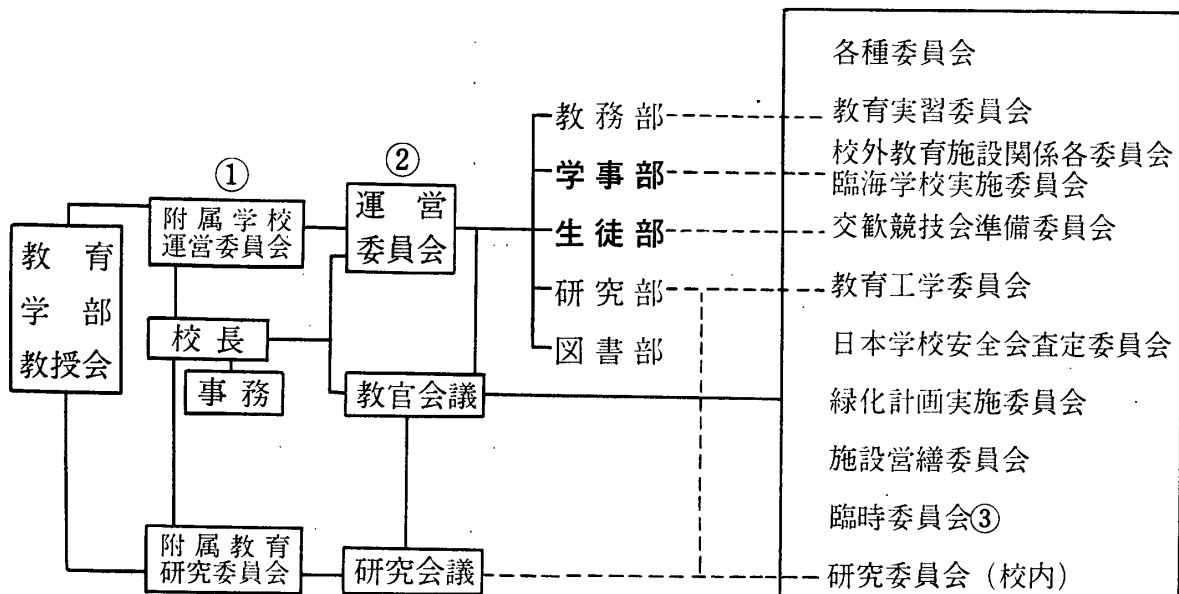 教育
学部
教授会
①
附属学校
運営委員会
校長
事務
附属教育
研究委員会
②
運営
委員会
教官会議
研究会議
教務部
学事部
生徒部
研究部
図書部
各種委員会
教育実習委員会
校外教育施設関係各委員会
臨海学校実施委員会
交歓競技会準備委員会
教育工学委員会
日本学校安全会査定委員会
緑化計画実施委員会
施設営繕委員会
臨時委員会③
研究委員会（校内）